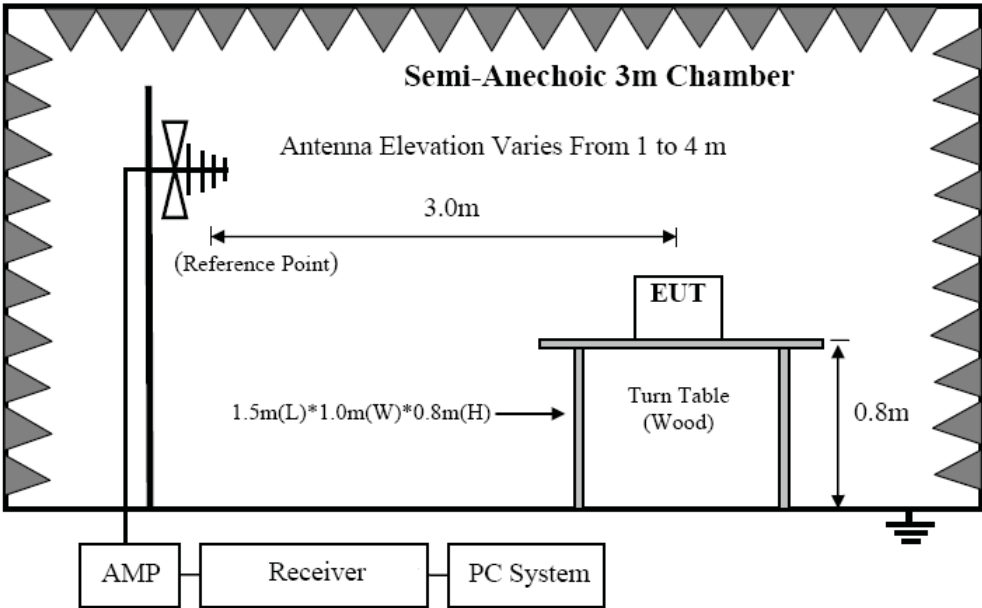 Semi-Anechoic 3m Chamber
Antenna Elevation Varies From 1 to 4 m
3.0m
(Reference Point)
EUT
1.5m(L)*1.0m(W)*0.8m(H)
Turn Table
(Wood)
0.8m
AMP
Receiver
PC System